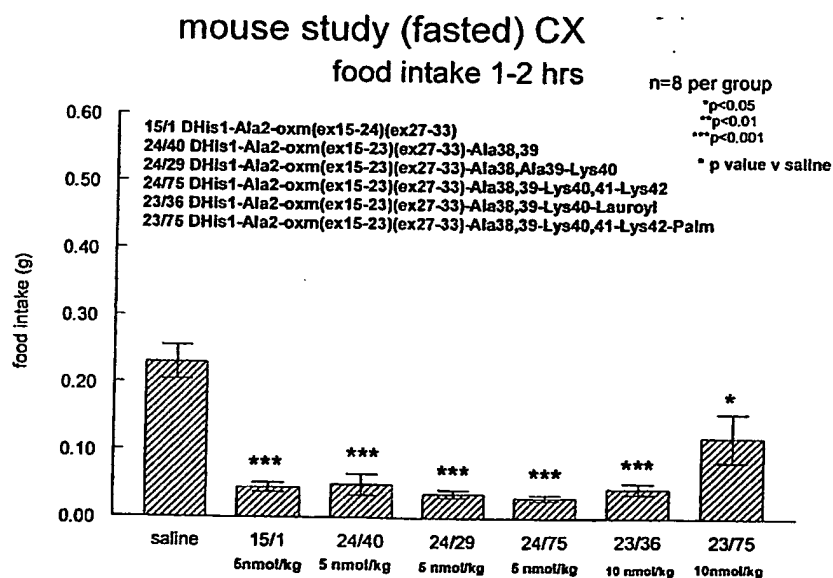 mouse study (fasted) CX
food intake 1-2 hrs
n=8 per group
*p<0.05
**p<0.01
***p<0.001
* p value v saline
15/1 DHis1-Ala2-oxm(ex15-24)(ex27-33)
24/40 DHis1-Ala2-oxm(ex15-23)(ex27-33)-Ala38,39
24/29 DHis1-Ala2-oxm(ex15-23)(ex27-33)-Ala38,Ala39-Lys40
24/75 DHis1-Ala2-oxm(ex15-23)(ex27-33)-Ala38,39-Lys40,41-Lys42
23/36 DHis1-Ala2-oxm(ex15-23)(ex27-33)-Ala38,39-Lys40-Lauroyl
23/75 DHis1-Ala2-oxm(ex15-23)(ex27-33)-Ala38,39-Lys40,41-Lys42-Palm
food intake (g)
0.60
0.50
0.40
0.30
0.20
0.10
0.00
*** *** *** *** *** *
saline 15/1 24/40 24/29 24/75 23/36 23/75
5nmol/kg 5 nmol/kg 5 nmol/kg 5 nmol/kg 10 nmol/kg 10nmol/kg